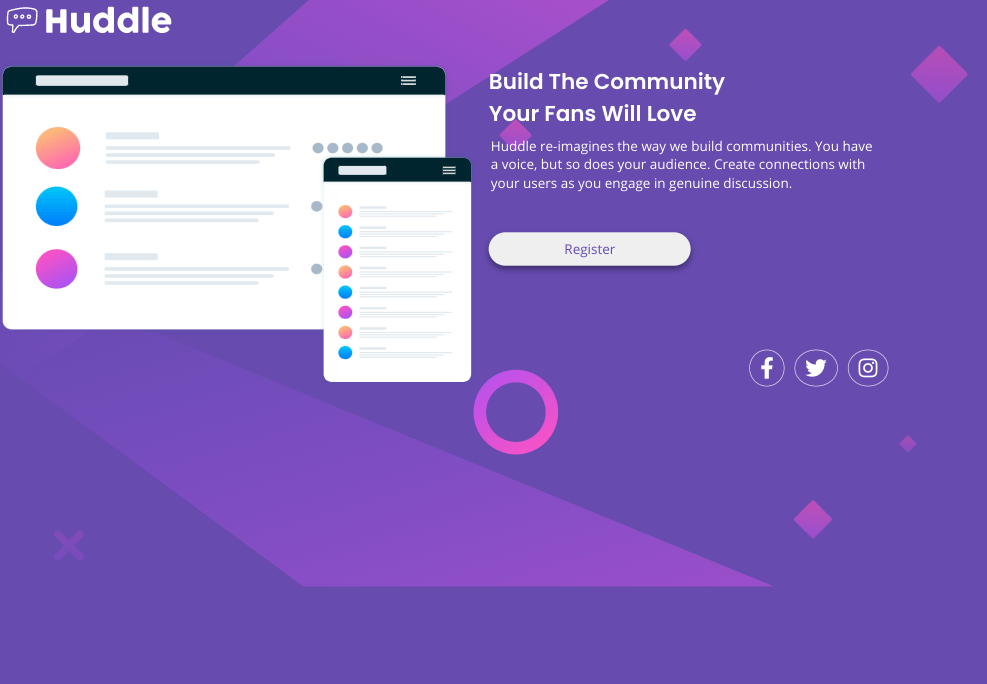 Huddle
Build The Community
Your Fans Will Love
Huddle re-imagines the way we build communities. You have
a voice, but so does your audience. Create connections with
your users as you engage in genuine discussion.
Register